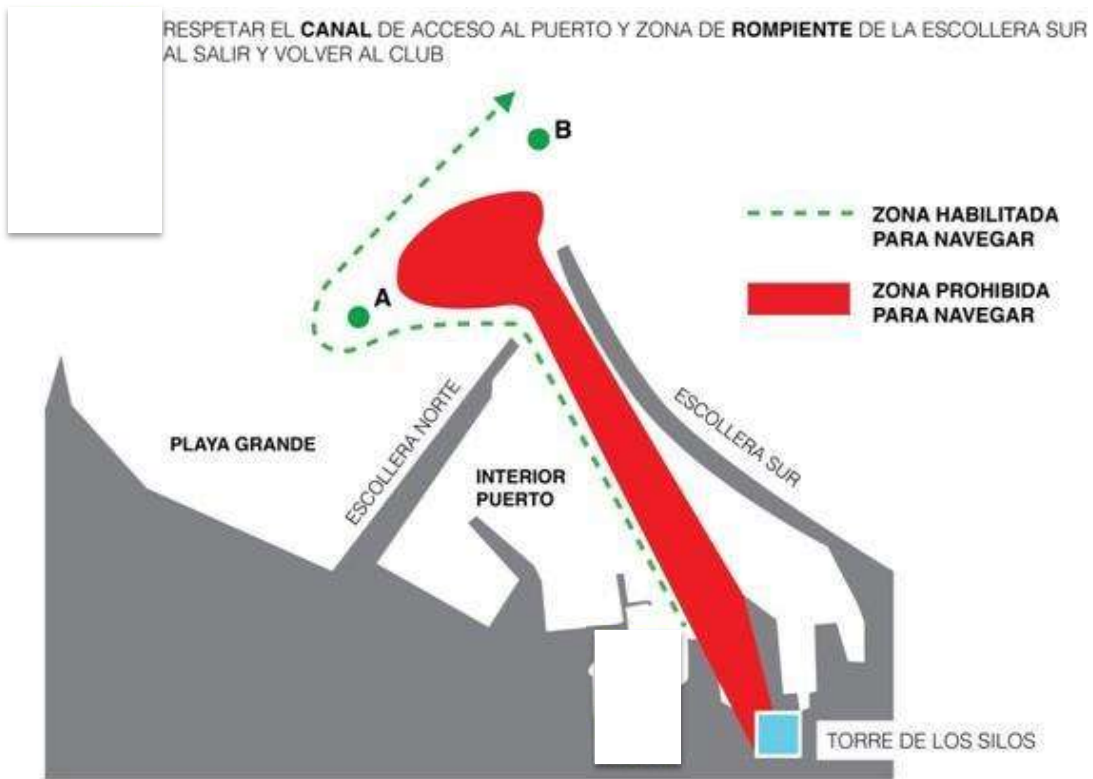 RESPETAR EL CANAL DE ACCESO AL PUERTO Y ZONA DE ROMPIENTE DE LA ESCOLLERA SUR
AL SALIR Y VOLVER AL CLUB
B
ZONA HABILITADA
PARA NAVEGAR
A
ZONA PROHIBIDA
PARA NAVEGAR
ESCOLLERA NORTE
ESCOLLERA SUR
PLAYA GRANDE
INTERIOR
PUERTO
TORRE DE LOS SILOS